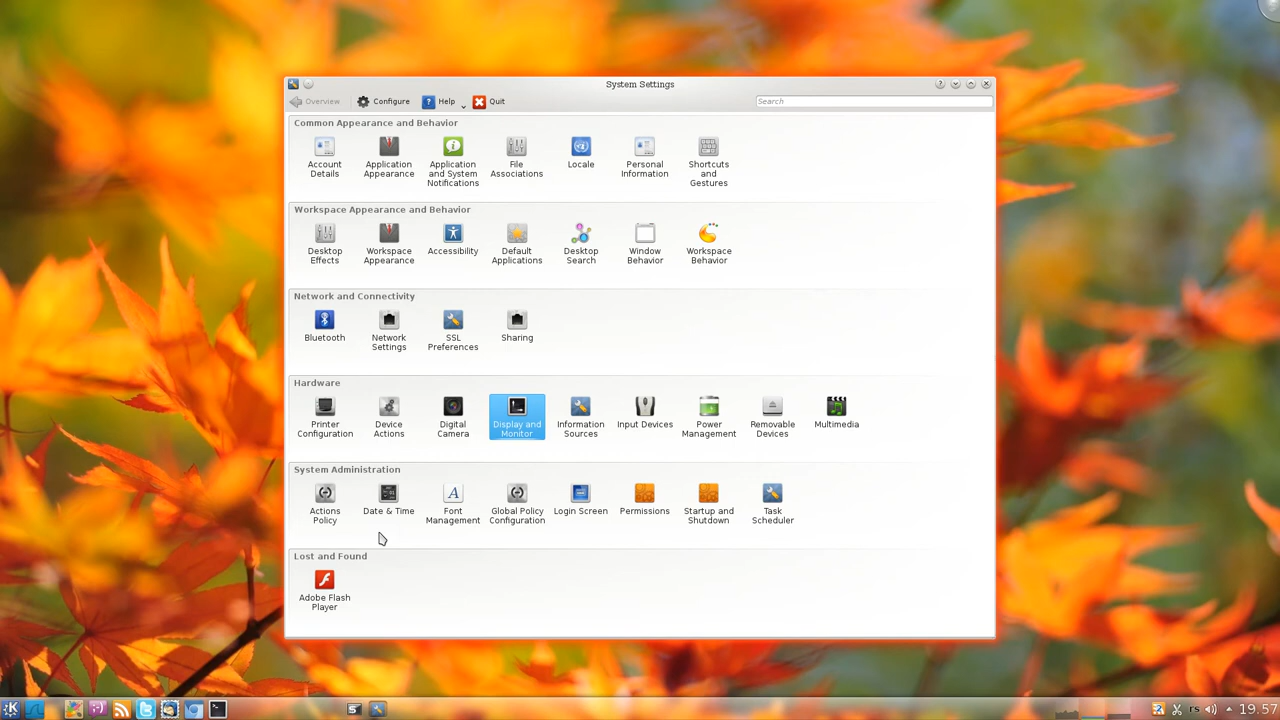 System Settings
Overview Configure Help Quit Search
Common Appearance and Behavior
Account Details
Application Appearance
Application and System Notifications
File Associations
Locale
Personal Information
Shortcuts and Gestures
Workspace Appearance and Behavior
Desktop Effects
Workspace Appearance
Accessibility
Default Applications
Desktop Search
Window Behavior
Workspace Behavior
Network and Connectivity
Bluetooth
Network Settings
SSL Preferences
Sharing
Hardware
Printer Configuration
Device Actions
Digital Camera
Display and Monitor
Information Sources
Input Devices
Power Management
Removable Devices
Multimedia
System Administration
Actions Policy
Date & Time
Font Management
Global Policy Configuration
Login Screen
Permissions
Startup and Shutdown
Task Scheduler
Lost and Found
Adobe Flash Player
19.57